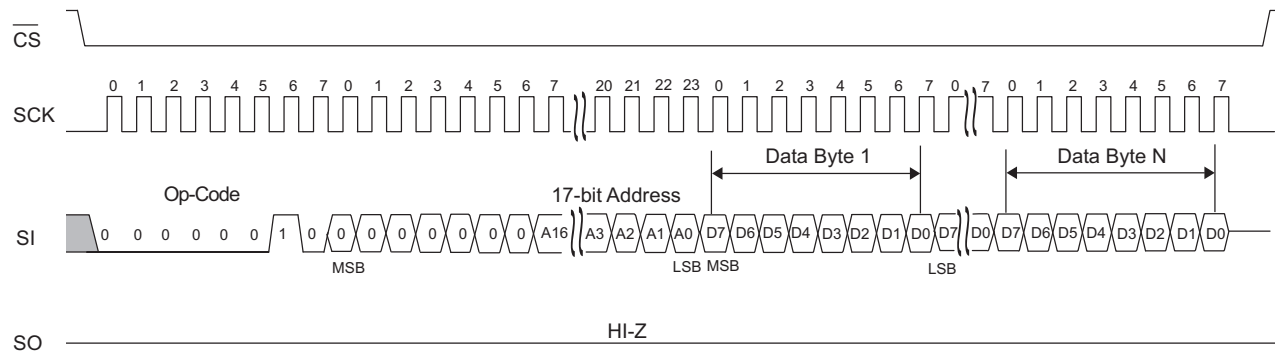 CS
0 1 2 3 4 5 6 7 0 1 2 3 4 5 6 7 20 21 22 23 0 1 2 3 4 5 6 7 0 7 0 1 2 3 4 5 6 7
SCK
Data Byte 1 Data Byte N
Op-Code 17-bit Address
SI 0 0 0 0 0 0 1 0 0 0 0 0 0 0 0 A16 A3 A2 A1 A0 D7 D6 D5 D4 D3 D2 D1 D0 D7 D0 D7 D6 D5 D4 D3 D2 D1 D0
MSB LSB MSB LSB
HI-Z
SO